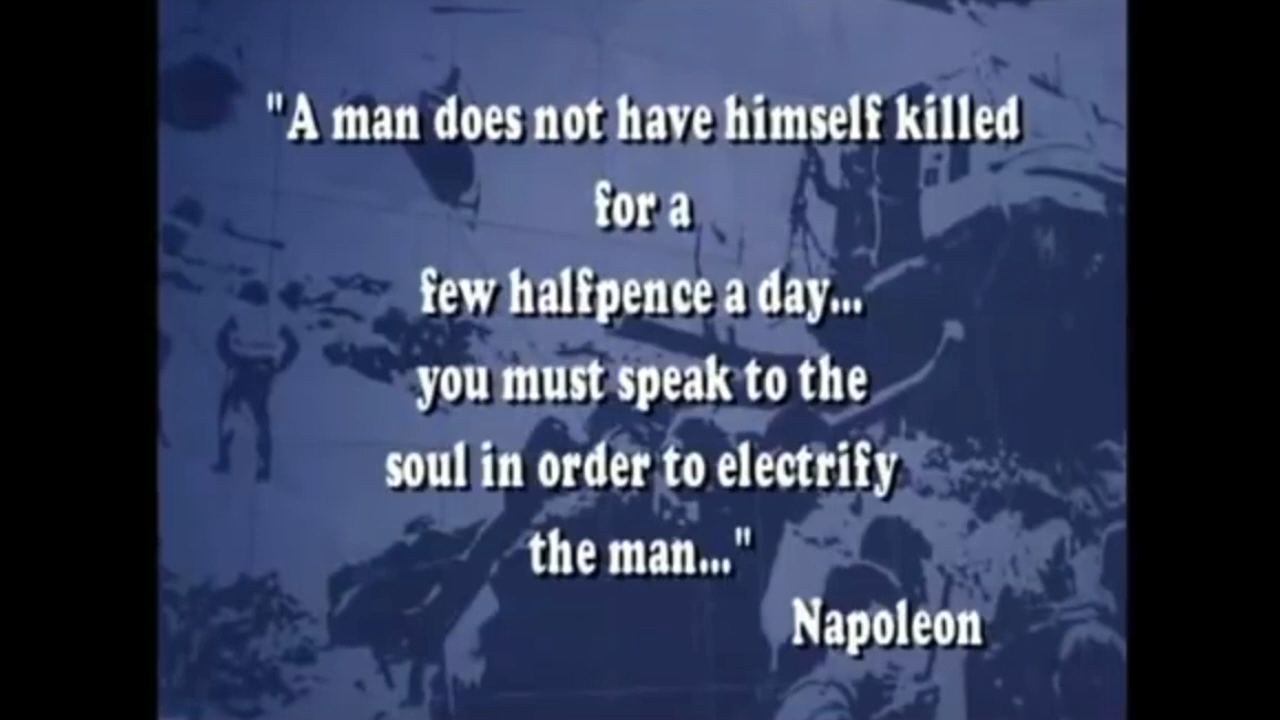 "A man does not have himself killed
for a
few halfpence a day...
you must speak to the
soul in order to electrify
the man..."
Napoleon